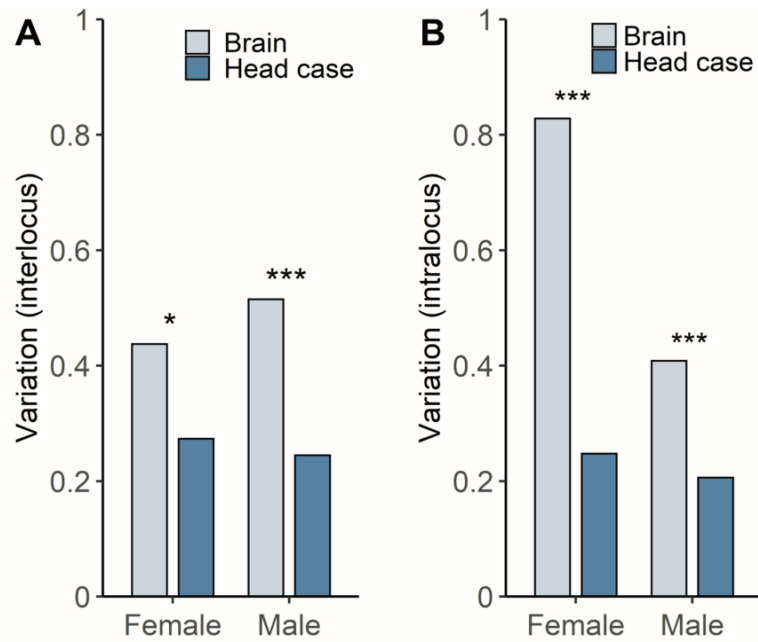 A
Brain
Head case
Variation (interlocus)
1
0.8
0.6
0.4
0.2
0
*
***
Female
Male
B
Brain
Head case
Variation (intralocus)
1
0.8
0.6
0.4
0.2
0
***
***
Female
Male